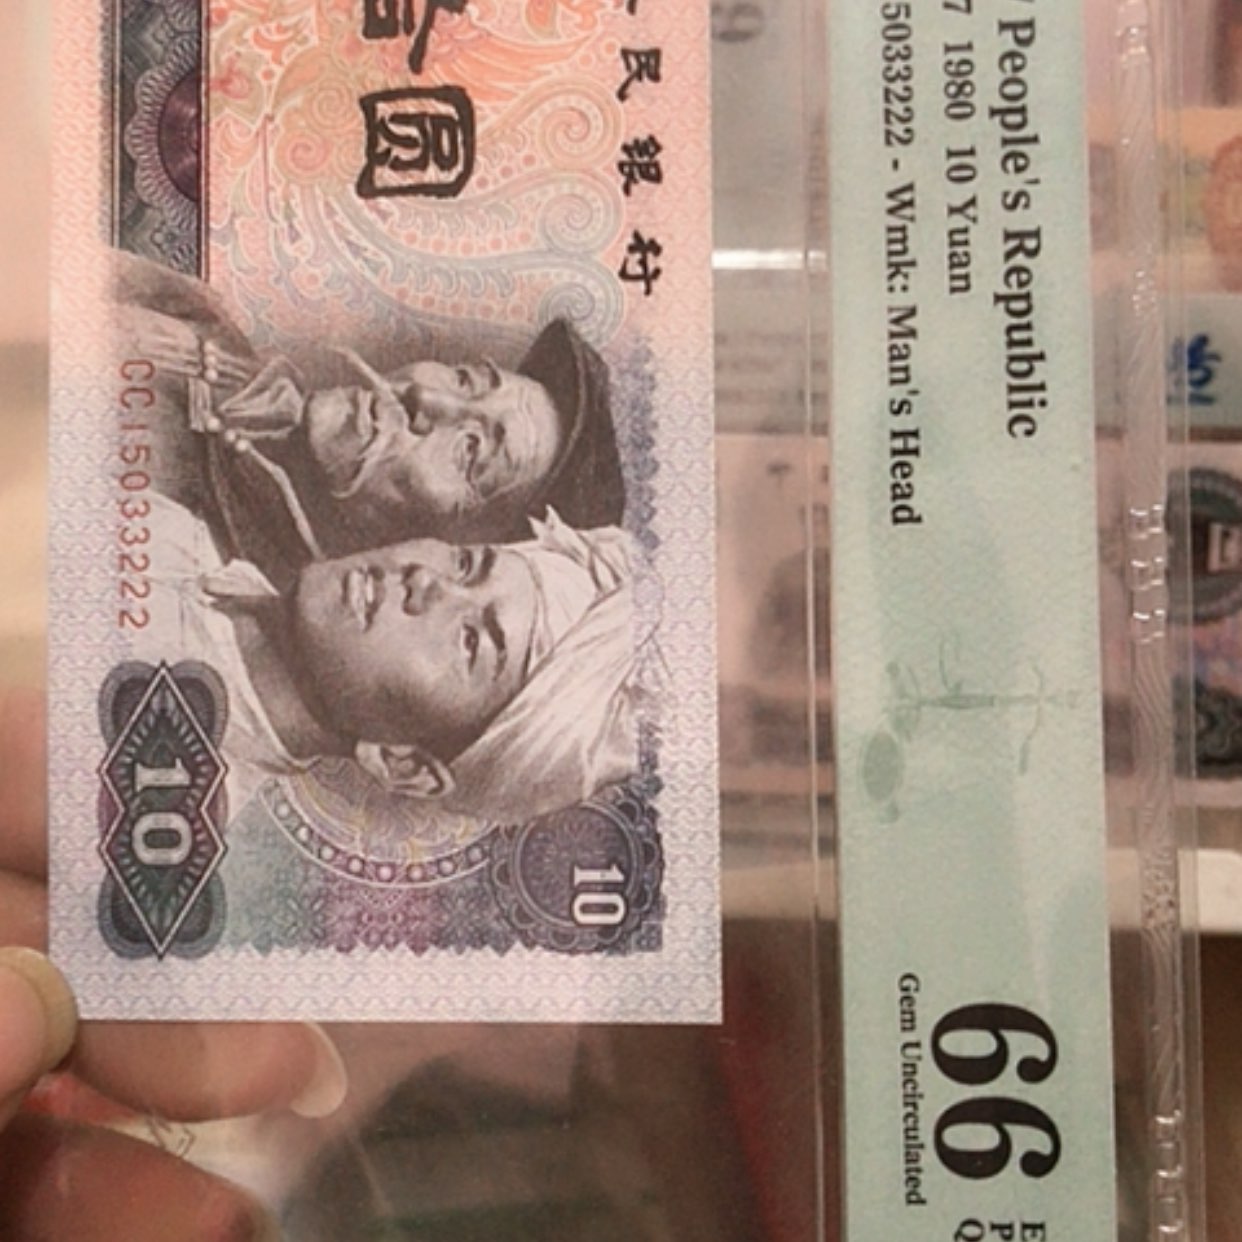 People's Republic
7 1980 10 Yuan
5033222 - Wmk: Man's Head
66
Gem Uncirculated
E
P
Q
民銀行
圆
10
CC15033222
10